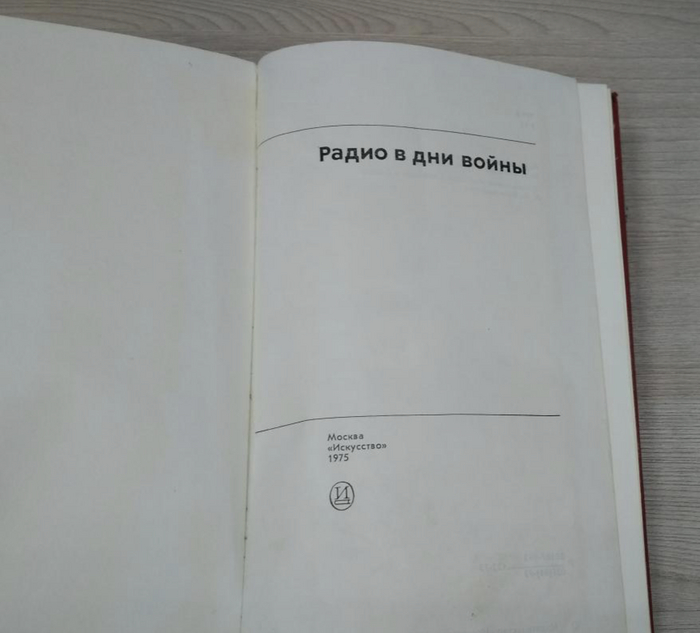 Радио в дни войны
Москва
«Искусство»
1975
И